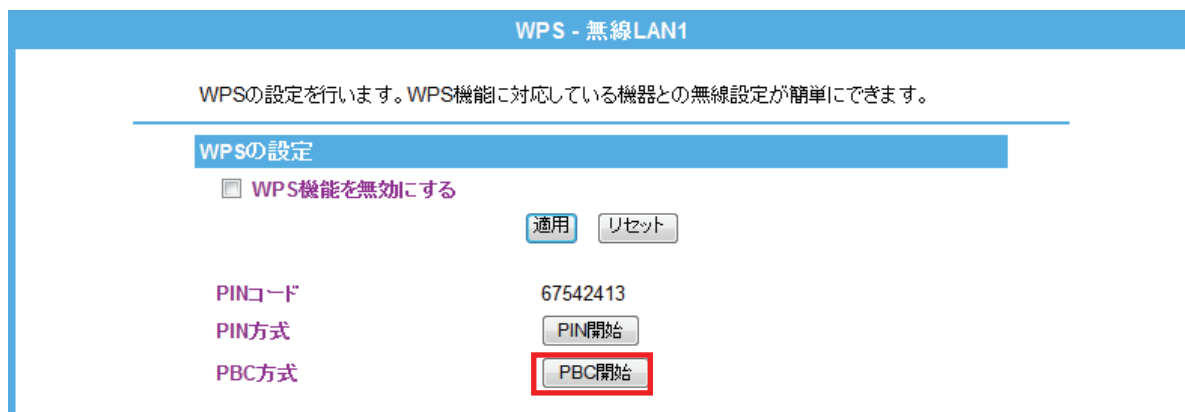 WPS - 無線LAN1
WPSの設定を行います。WPS機能に対応している機器との無線設定が簡単にできます。
WPSの設定
WPS機能を無効にする
適用 リセット
PINコード 67542413
PIN方式 PIN開始
PBC方式 PBC開始